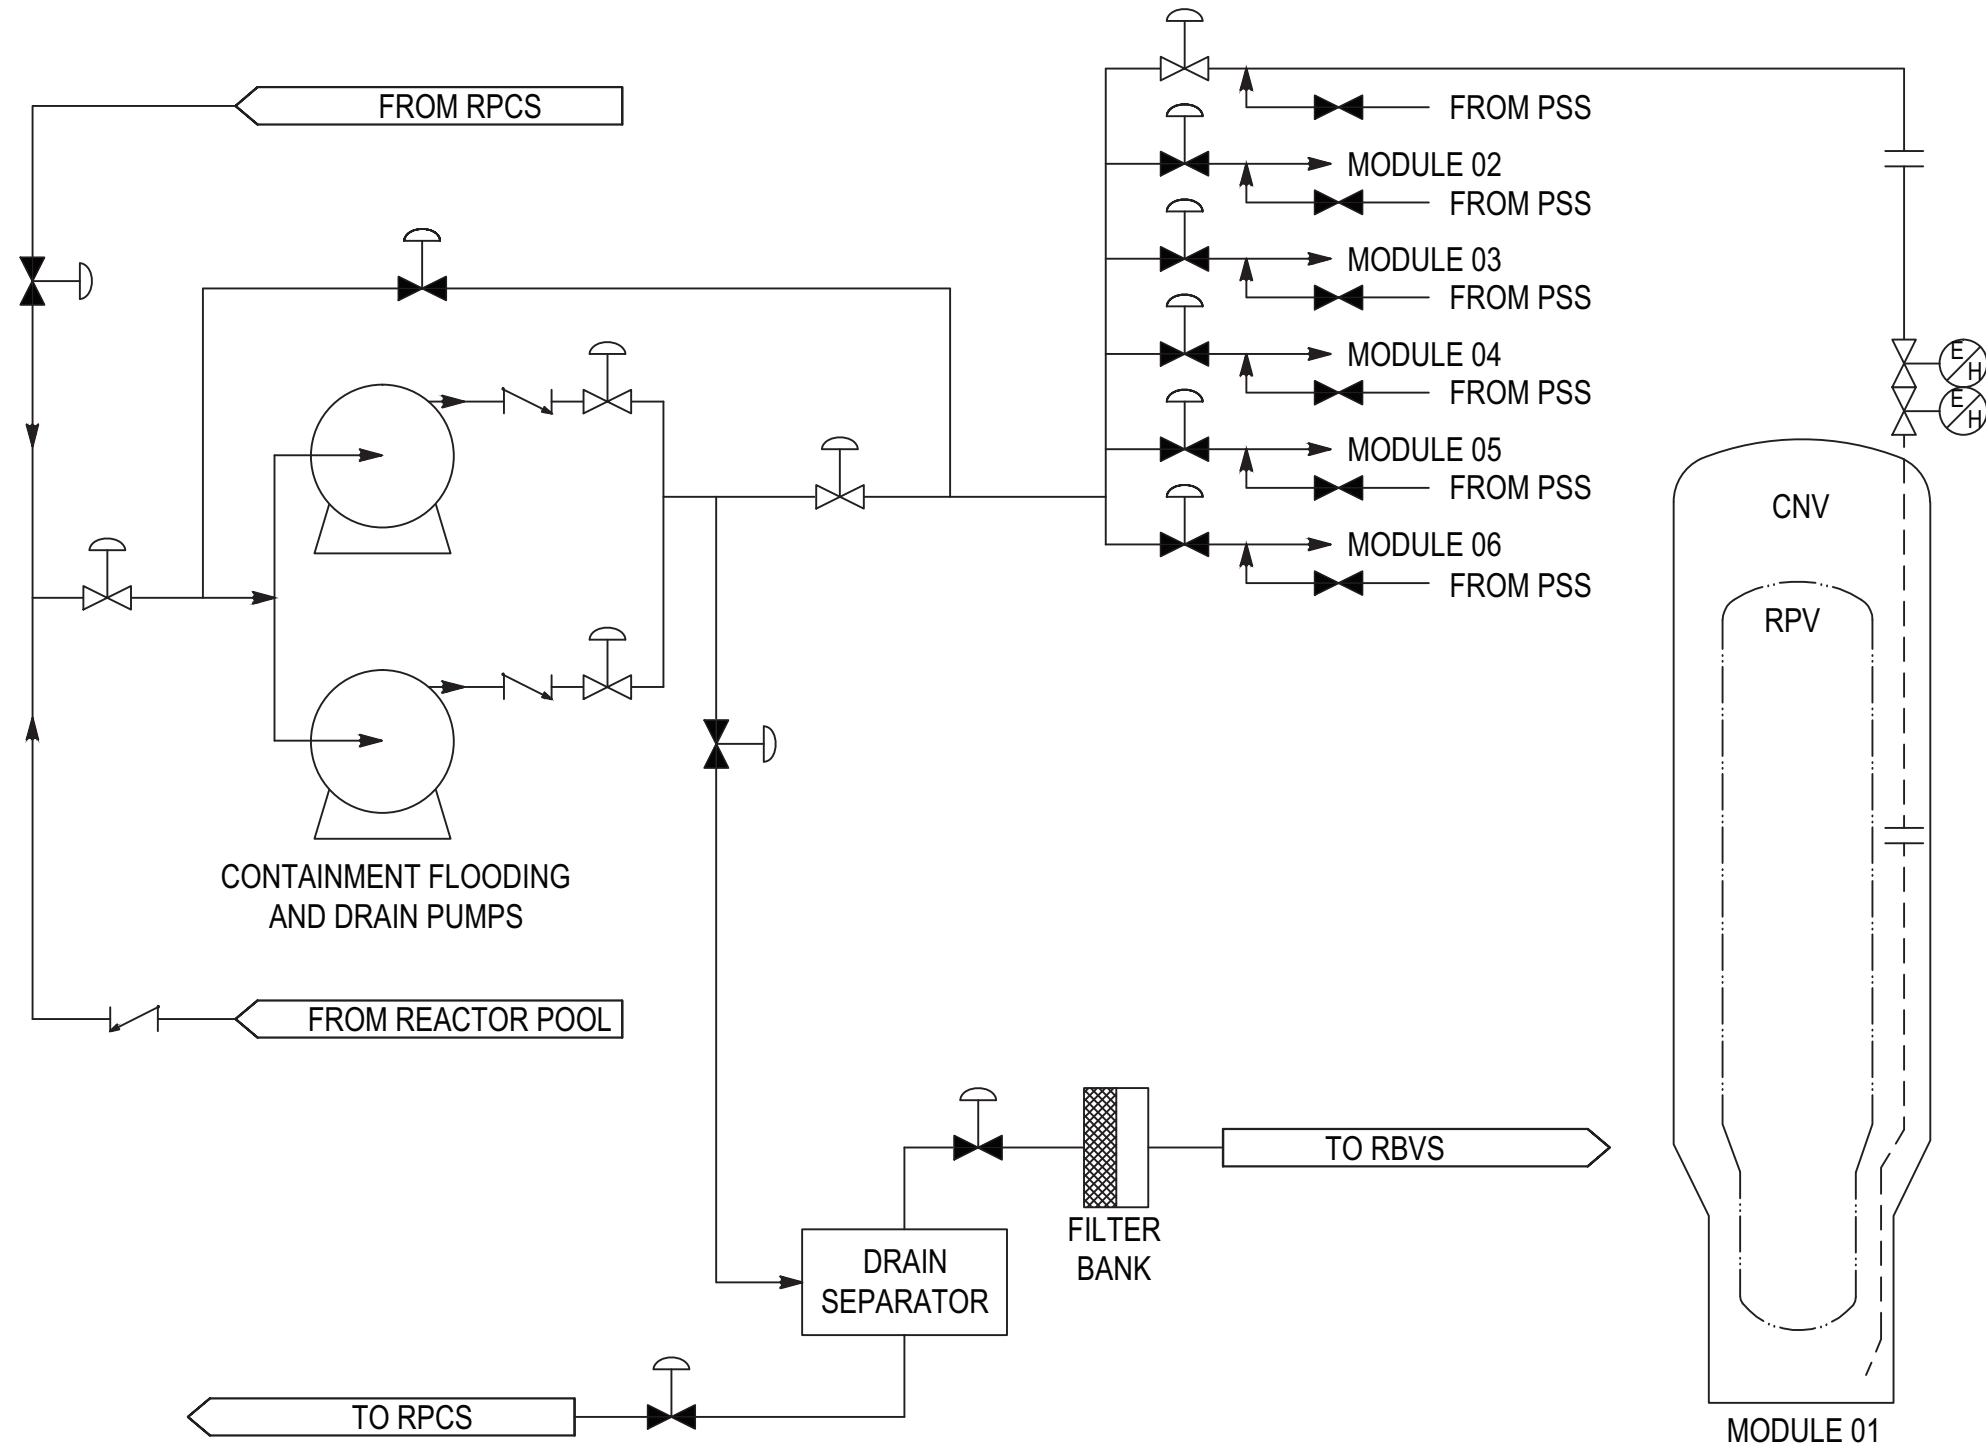 FROM RPCS
FROM PSS
MODULE 02
FROM PSS
MODULE 03
FROM PSS
MODULE 04
FROM PSS
MODULE 05
FROM PSS
MODULE 06
FROM PSS
E
H
E
H
CNV
RPV
CONTAINMENT FLOODING
AND DRAIN PUMPS
FROM REACTOR POOL
TO RBVS
FILTER
BANK
DRAIN
SEPARATOR
TO RPCS
MODULE 01